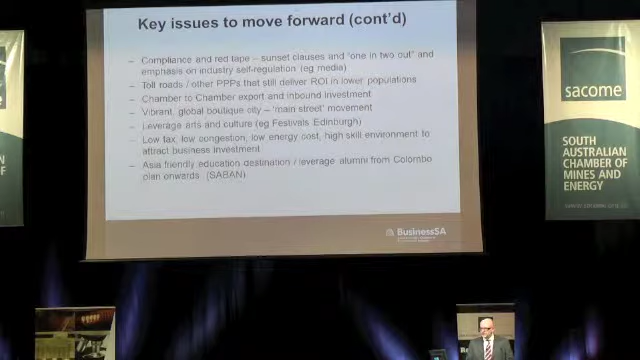 Key issues to move forward (cont'd)
– Compliance and red tape – sunset clauses and "one in two out" and
emphasis on industry self-regulation (eg media)
– Toll roads / other PPPs that still deliver ROI in lower populations
– Chamber to Chamber export and inbound investment
– Vibrant, global boutique city – 'main street' movement
– Leverage arts and culture (eg Festivals Edinburgh)
– Low tax, low congestion, low energy cost, high skill environment to
attract business investment
– Asia friendly education destination / leverage alumni from Colombo
plan onwards (SABAN)
BusinessSA
sacome
SOUTH
AUSTRALIAN
CHAMBER OF
MINES AND
ENERGY